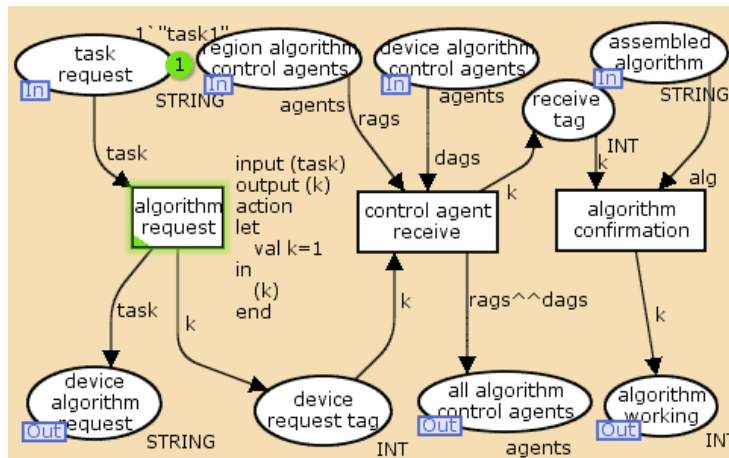 1`"task1"
task
request
1
In
STRING
region algorithm
control agents
In
agents
device algorithm
control agents
In
agents
receive
tag
INT
assembled
algorithm
In
STRING
task
rags
dags
k
k
alg
algorithm
request
input (task)
output (k)
action
let
val k=1
in
(k)
end
control agent
receive
algorithm
confirmation
task
k
k
rags^^dags
k
device
algorithm
request
Out
STRING
device
request tag
INT
all algorithm
control agents
Out
agents
algorithm
working
Out
INT